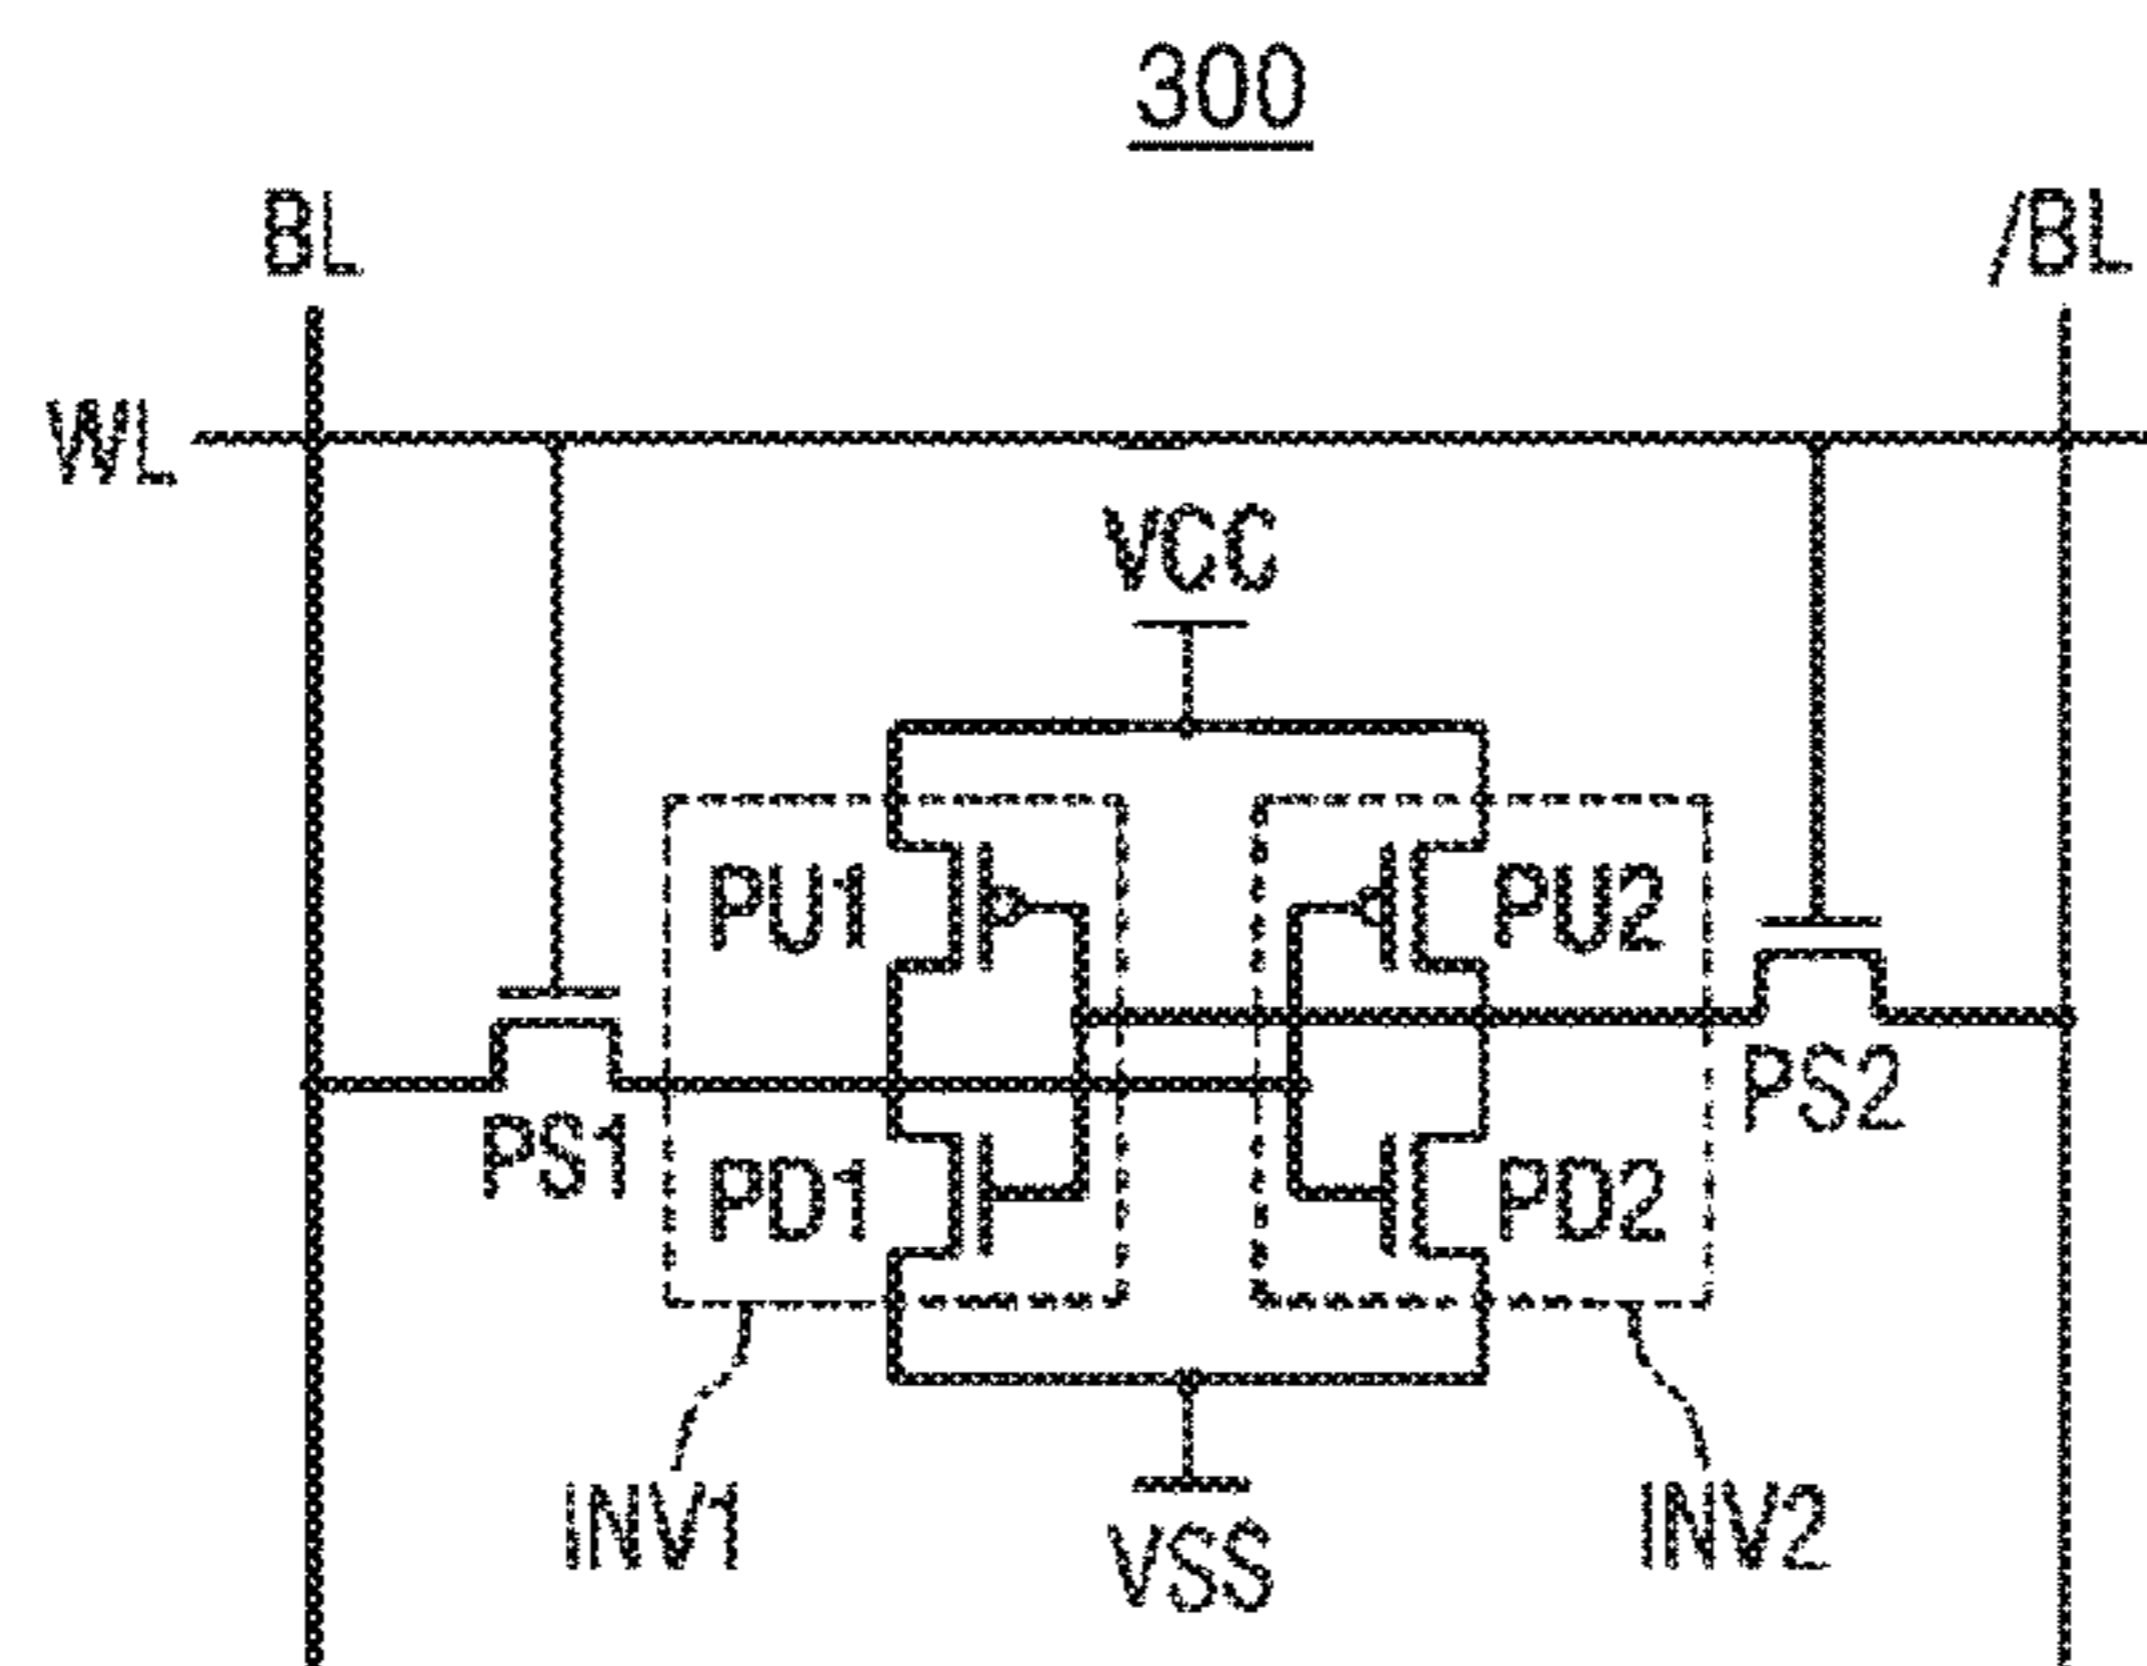 300
BL
/BL
WL
VCC
PU1
PU2
PS1
PS2
PD1
PD2
INV1
INV2
VSS